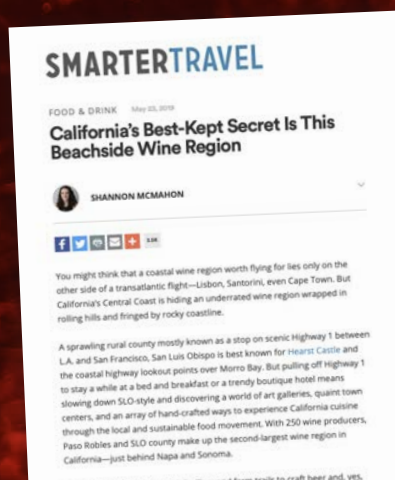 SMARTERTRAVEL
FOOD & DRINK May 23, 2019
California's Best-Kept Secret Is This
Beachside Wine Region
SHANNON MCMAHON
You might think that a coastal wine region worth flying for lies only on the
other side of a transatlantic flight—Lisbon, Santorini, even Cape Town. But
California's Central Coast is hiding an underrated wine region wrapped in
rolling hills and fringed by rocky coastline.
A sprawling rural county mostly known as a stop on scenic Highway 1 between
L.A. and San Francisco, San Luis Obispo is best known for Hearst Castle and
the coastal highway lookout points over Morro Bay. But pulling off Highway 1
to stay a while at a bed and breakfast or a trendy boutique hotel means
slowing down SLO-style and discovering a world of art galleries, quaint town
centers, and an array of hand-crafted ways to experience California cuisine
through the local and sustainable food movement. With 250 wine producers,
Paso Robles and SLO county make up the second-largest wine region in
California—just behind Napa and Sonoma.
trails to craft beer and, yes,